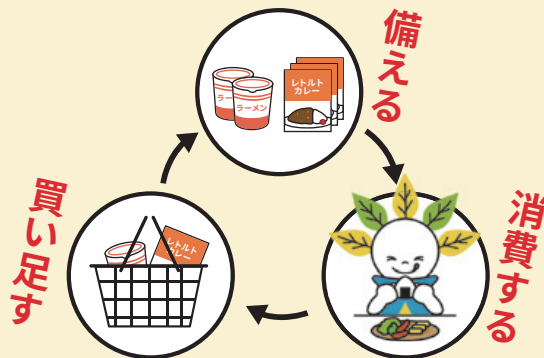 備える
ラーメン
ラーメン
レトルト
カレー
消費する
買い足す
レトルト
カレー